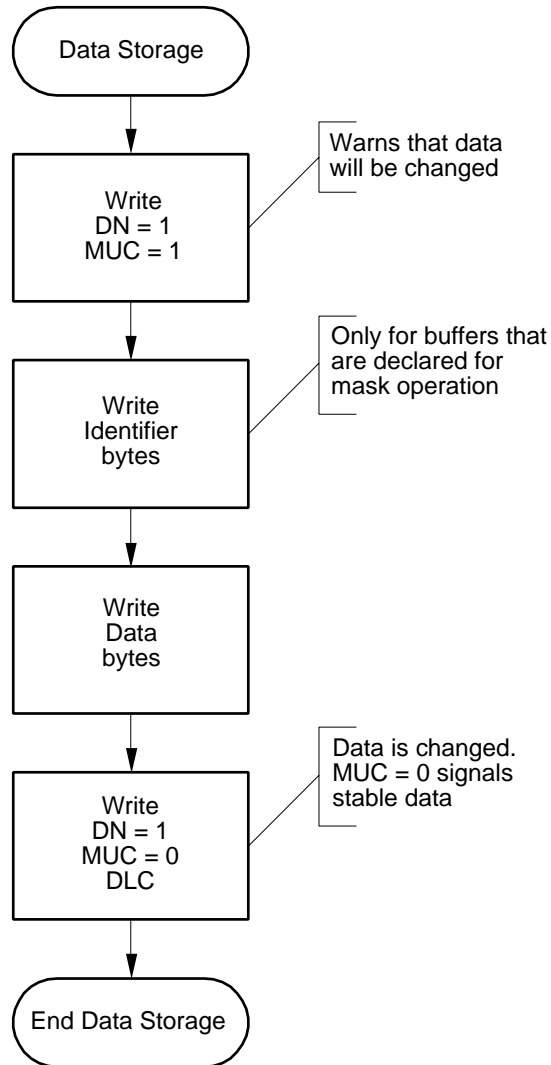 Data Storage
Warns that data
will be changed
Write
DN = 1
MUC = 1
Only for buffers that
are declared for
mask operation
Write
Identifier
bytes
Write
Data
bytes
Data is changed.
MUC = 0 signals
stable data
Write
DN = 1
MUC = 0
DLC
End Data Storage